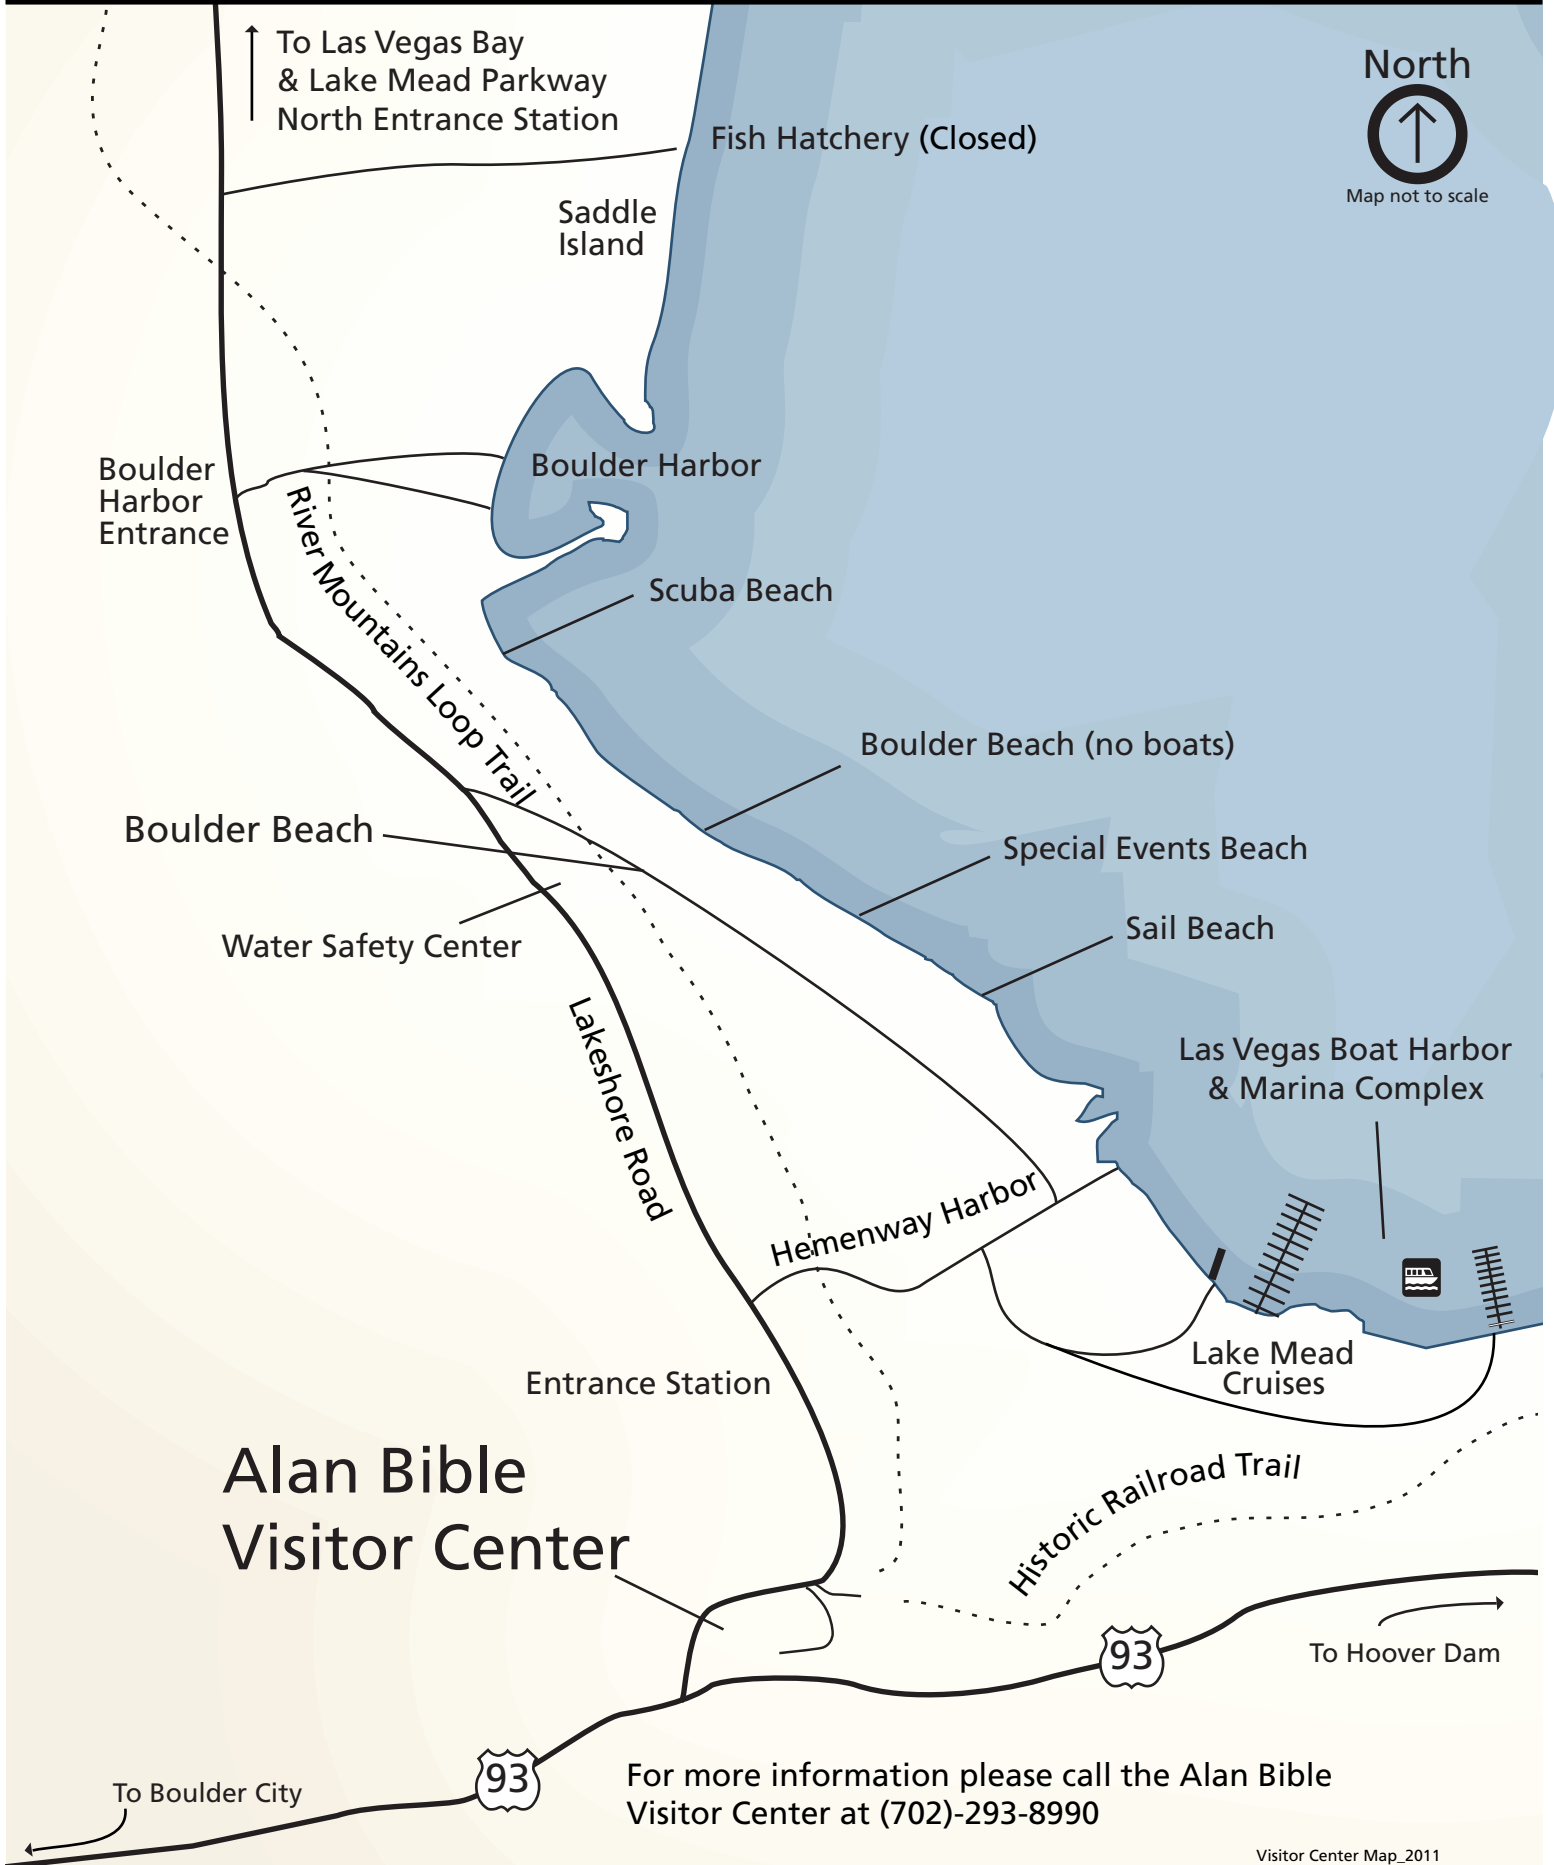 To Las Vegas Bay
& Lake Mead Parkway
North Entrance Station
North
Map not to scale
Fish Hatchery (Closed)
Saddle
Island
Boulder
Harbor
Entrance
Boulder Harbor
River Mountains Loop Trail
Scuba Beach
Boulder Beach (no boats)
Boulder Beach
Special Events Beach
Water Safety Center
Sail Beach
Lakeshore Road
Las Vegas Boat Harbor
& Marina Complex
Hemenway Harbor
Lake Mead
Cruises
Entrance Station
Alan Bible
Visitor Center
Historic Railroad Trail
93
To Hoover Dam
93
To Boulder City
For more information please call the Alan Bible
Visitor Center at (702)-293-8990
Visitor Center Map_2011